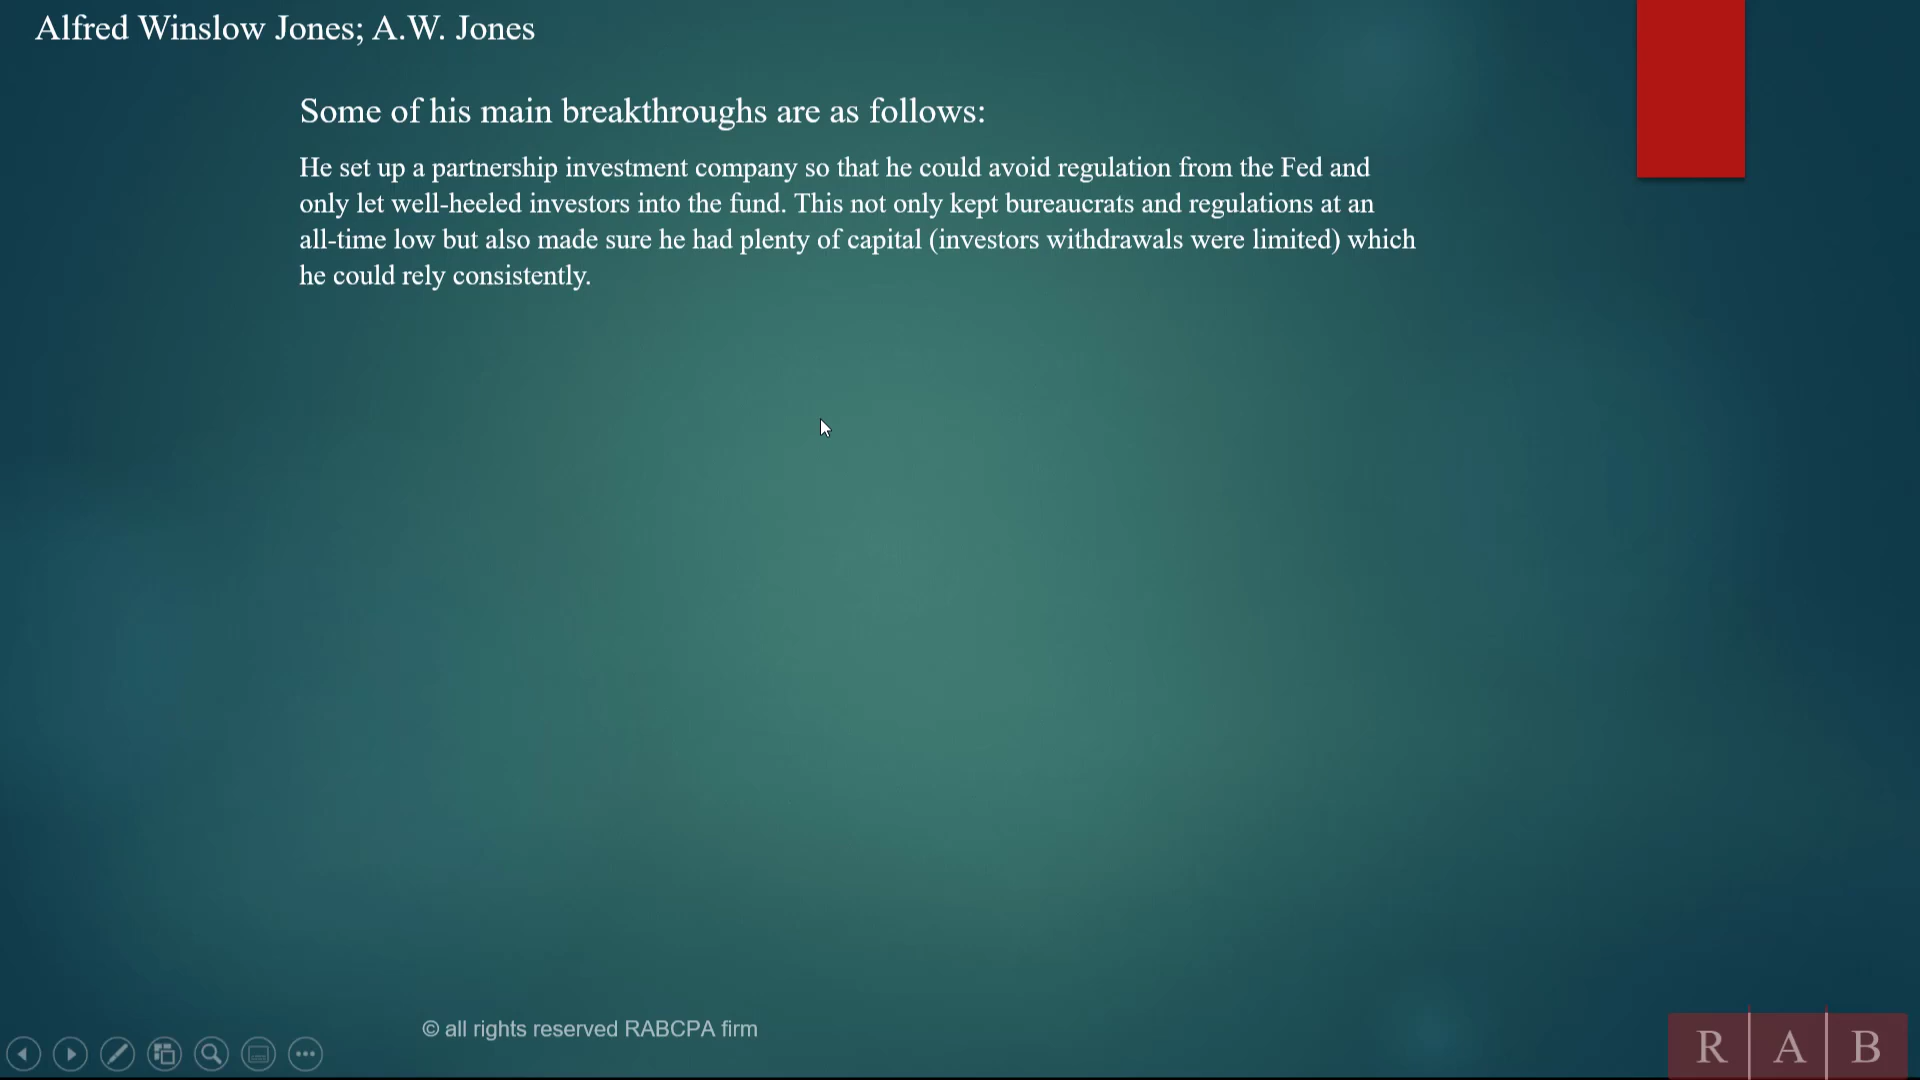 Alfred Winslow Jones; A.W. Jones
Some of his main breakthroughs are as follows:
He set up a partnership investment company so that he could avoid regulation from the Fed and
only let well-heeled investors into the fund. This not only kept bureaucrats and regulations at an
all-time low but also made sure he had plenty of capital (investors withdrawals were limited) which
he could rely consistently.
© all rights reserved RABCPA firm
R A B